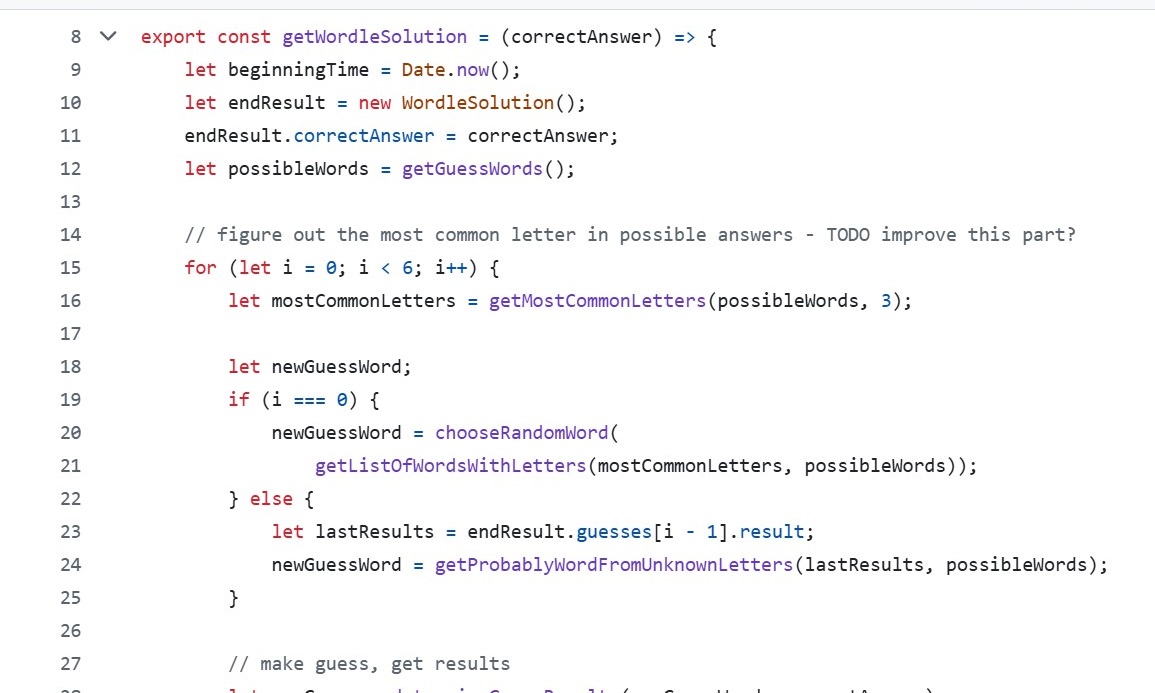 8 export const getWordleSolution = (correctAnswer) => {
9 let beginningTime = Date.now();
10 let endResult = new WordleSolution();
11 endResult.correctAnswer = correctAnswer;
12 let possibleWords = getGuessWords();
13
14 // figure out the most common letter in possible answers - TODO improve this part?
15 for (let i = 0; i < 6; i++) {
16 let mostCommonLetters = getMostCommonLetters(possibleWords, 3);
17
18 let newGuessWord;
19 if (i === 0) {
20 newGuessWord = chooseRandomWord(
21 getListOfWordsWithLetters(mostCommonLetters, possibleWords));
22 } else {
23 let lastResults = endResult.guesses[i - 1].result;
24 newGuessWord = getProbablyWordFromUnknownLetters(lastResults, possibleWords);
25 }
26
27 // make guess, get results